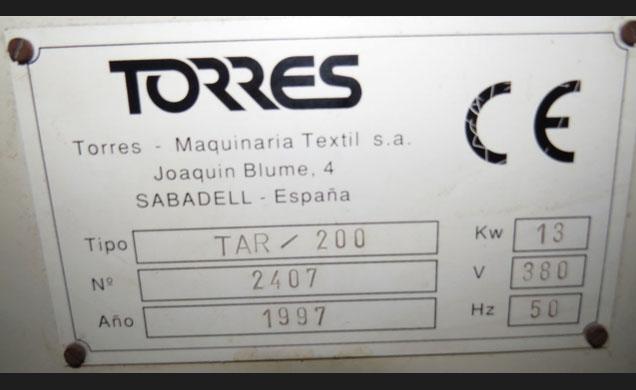 TORRES
CE
Torres - Maquinaria Textil s.a.
Joaquin Blume, 4
SABADELL - España
Tipo TAR / 200
Nº 2407
Año 1997
Kw 13
V 380
Hz 50